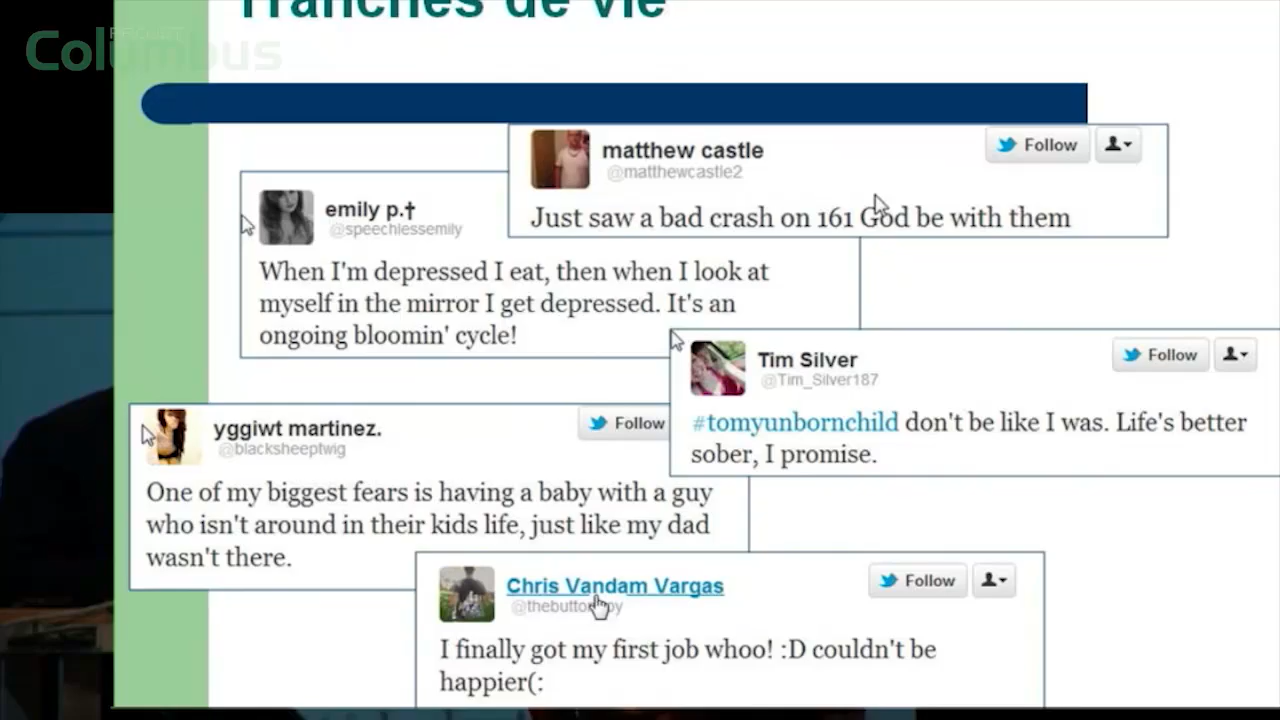 Tranches de vie
PROJET
Columbus
matthew castle
@matthewcastle2
Follow
Just saw a bad crash on 161 God be with them
emily p.†
@speechlessemily
When I'm depressed I eat, then when I look at
myself in the mirror I get depressed. It's an
ongoing bloomin' cycle!
Tim Silver
@Tim_Silver187
Follow
#tomyunbornchild don't be like I was. Life's better
sober, I promise.
yggiwt martinez.
@blacksheeptwig
Follow
One of my biggest fears is having a baby with a guy
who isn't around in their kids life, just like my dad
wasn't there.
Chris Vandam Vargas
Follow
I finally got my first job whoo! :D couldn't be
happier(: